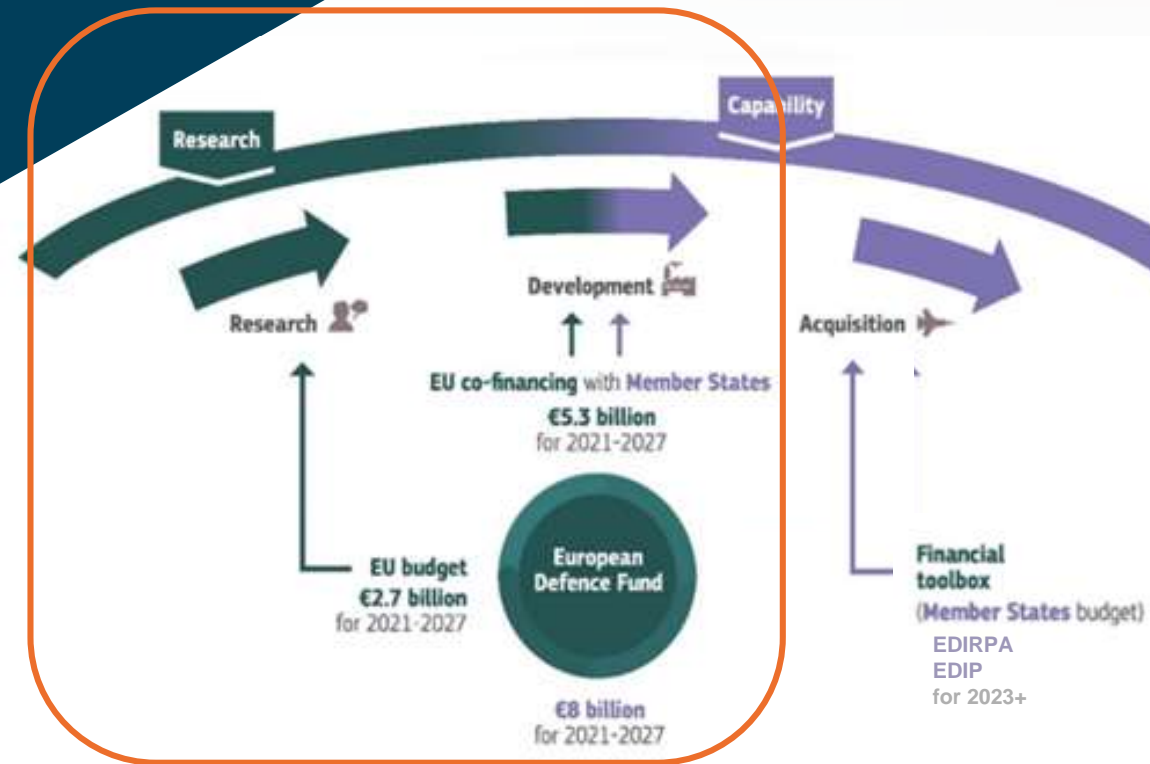 Research
Capability
Research
Development
Acquisition
EU co-financing with Member States
€5.3 billion
for 2021-2027
EU budget
€2.7 billion
for 2021-2027
European
Defence Fund
€8 billion
for 2021-2027
Financial
toolbox
(Member States budget)
EDIRPA
EDIP
for 2023+